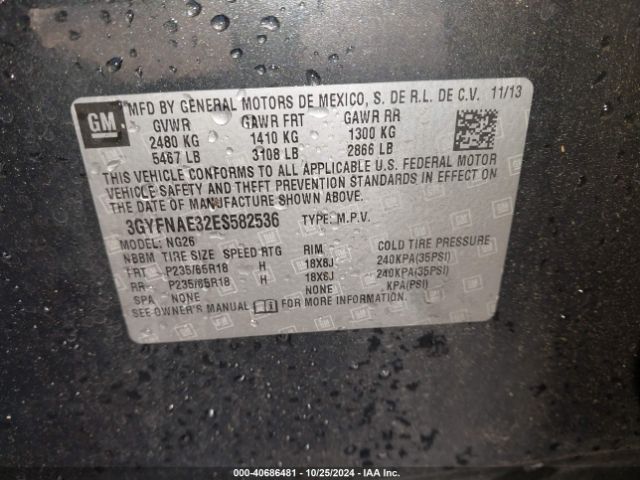 GM
MFD BY GENERAL MOTORS DE MEXICO, S. DE R.L. DE C.V. 11/13
GVWR GAWR FRT GAWR RR
2480 KG 1410 KG 1300 KG
5467 LB 3108 LB 2866 LB
THIS VEHICLE CONFORMS TO ALL APPLICABLE U.S. FEDERAL MOTOR
VEHICLE SAFETY AND THEFT PREVENTION STANDARDS IN EFFECT ON
THE DATE OF MANUFACTURE SHOWN ABOVE.
3GYFNAE32ES582536 TYPE: M.P.V.
MODEL: NG26
NBBM TIRE SIZE SPEED RTG RIM COLD TIRE PRESSURE
FRT P235/65R18 H 18X8J 240KPA(35PSI)
RR P235/65R18 H 18X8J 240KPA(35PSI)
SPA NONE NONE KPA(PSI)
SEE OWNER'S MANUAL FOR MORE INFORMATION.
000-40686481 • 10/25/2024 • IAA Inc.